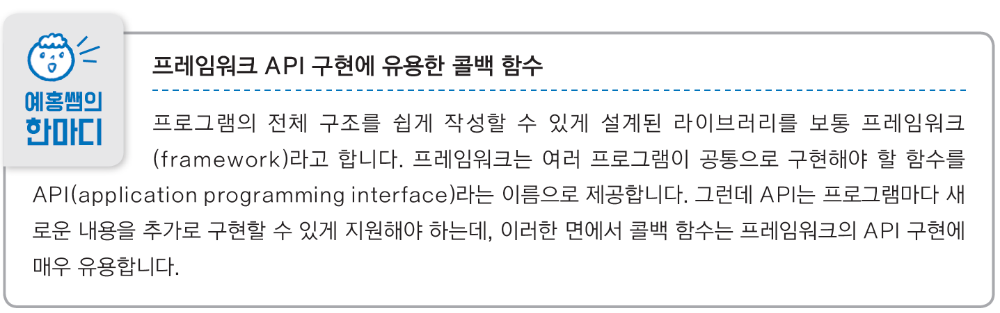 예홍쌤의
한마디
프레임워크 API 구현에 유용한 콜백 함수
프로그램의 전체 구조를 쉽게 작성할 수 있게 설계된 라이브러리를 보통 프레임워크
(framework)라고 합니다. 프레임워크는 여러 프로그램이 공통으로 구현해야 할 함수를
API(application programming interface)라는 이름으로 제공합니다. 그런데 API는 프로그램마다 새
로운 내용을 추가로 구현할 수 있게 지원해야 하는데, 이러한 면에서 콜백 함수는 프레임워크의 API 구현에
매우 유용합니다.